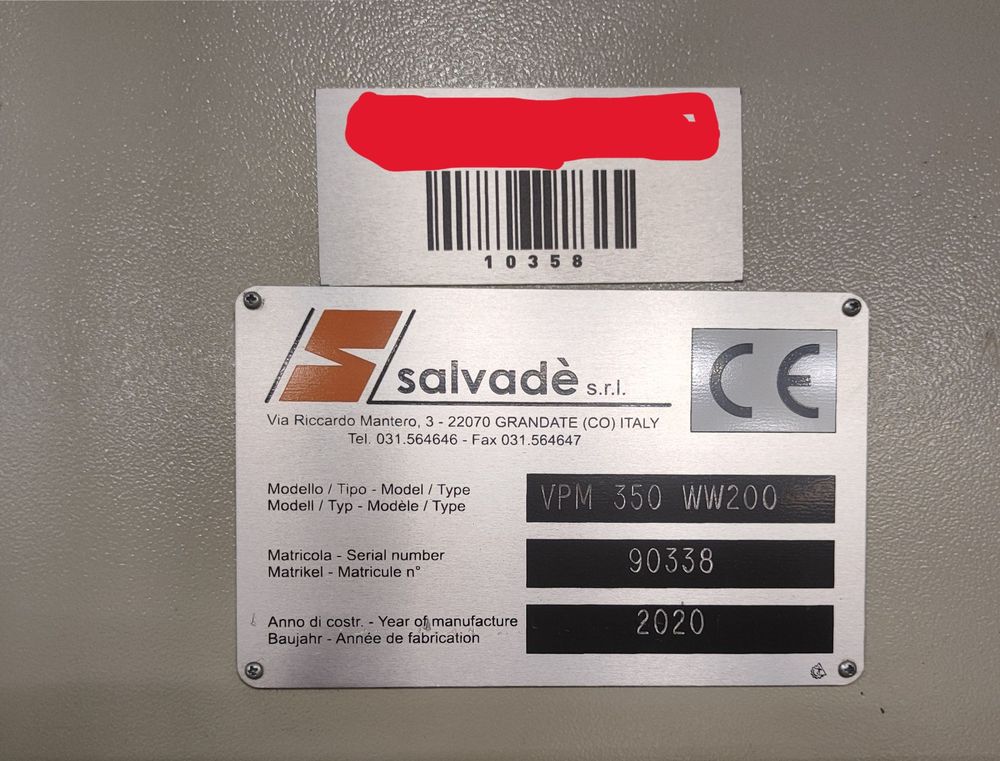 10358
salvadè s.r.l.
CE
Via Riccardo Mantero, 3 - 22070 GRANDATE (CO) ITALY
Tel. 031.564646 - Fax 031.564647
Modello / Tipo - Model / Type
Modell / Typ - Modèle / Type
VPM 350 WW200
Matricola - Serial number
Matrikel - Matricule n°
90338
Anno di costr. - Year of manufacture
Baujahr - Année de fabrication
2020